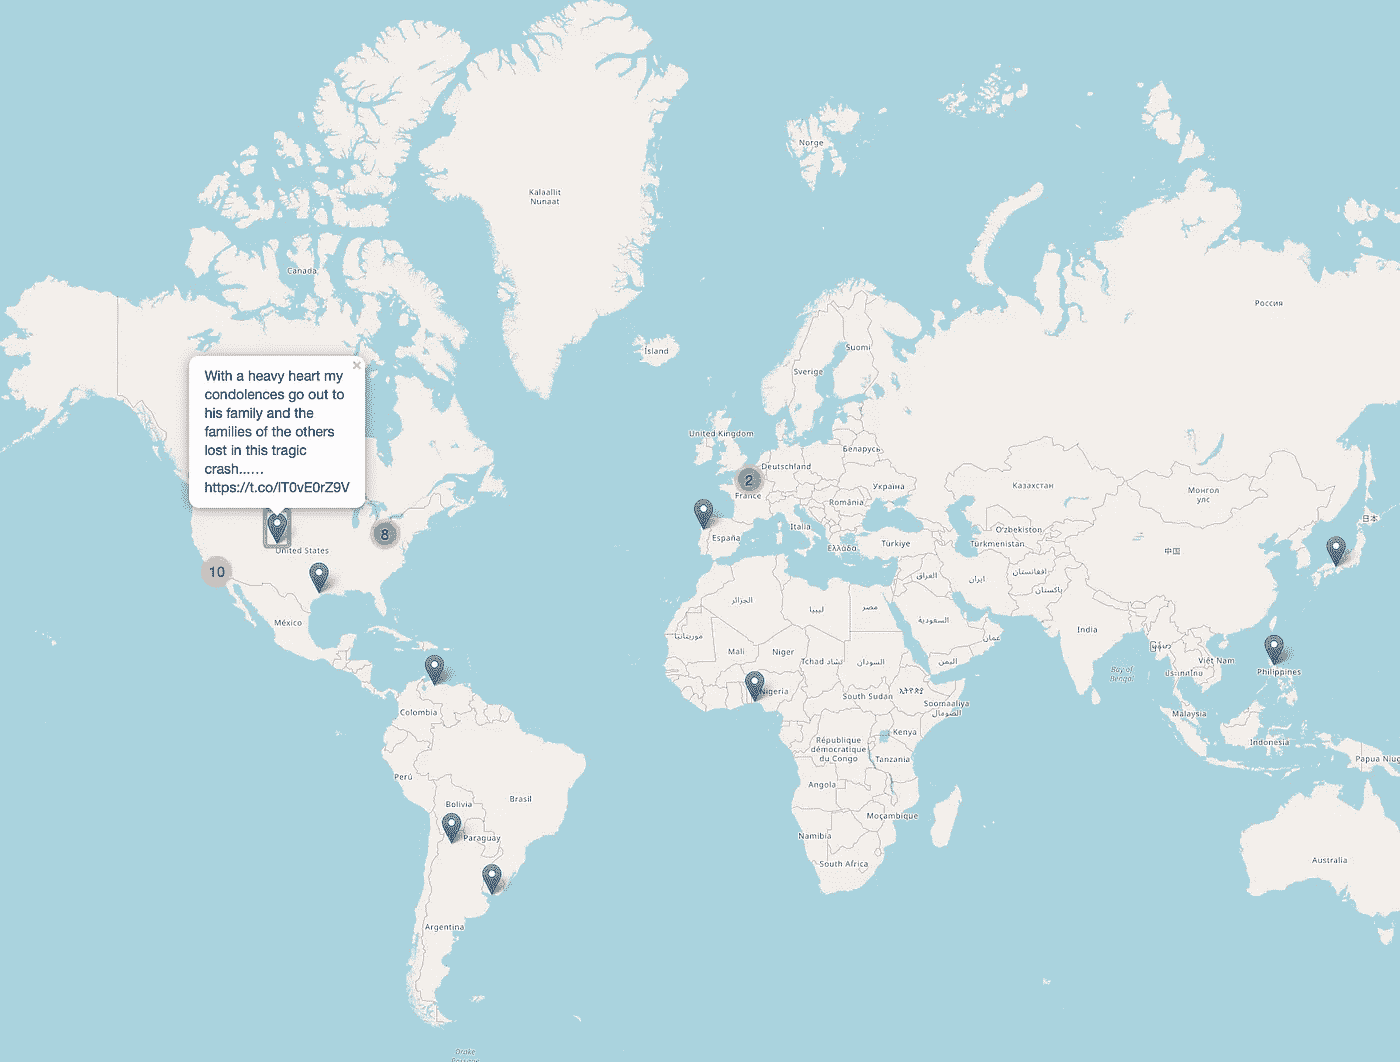 Norge
Kalaallit
Nunaat
Canada
Россия
Ísland
Suomi
Sverige
×
With a heavy heart my
condolences go out to
his family and the
families of the others
lost in this tragic
crash......
https://t.co/IT0vE0rZ9V
United Kingdom
Беларусь
Deutschland
2
France
Україна
Казахстан
Монгол
улс
România
日本
8
España
Italia
Ελλάδα
Türkiye
O'zbekiston
Türkmenistan
中国
United States
10
México
العراق
ایران
افغانستان
پاکستان
الجزائر
ليبيا
مصر
السعودية
موريتانيا
عمان
India
Mali
Niger
Tchad تشاد
السودان
اليمن
Bay of
Bengal
Việt Nam
Philippines
Nigeria
South Sudan
ኢትዮጵያ
Soomaaliya
الصومال
Colombia
Malaysia
Kenya
République
démocratique
du Congo
Tanzania
Indonesia
Papua Niug
Perú
Angola
Bolivia
Brasil
Moçambique
Paraguay
Namibia
South Africa
Australia
Argentina
Drake